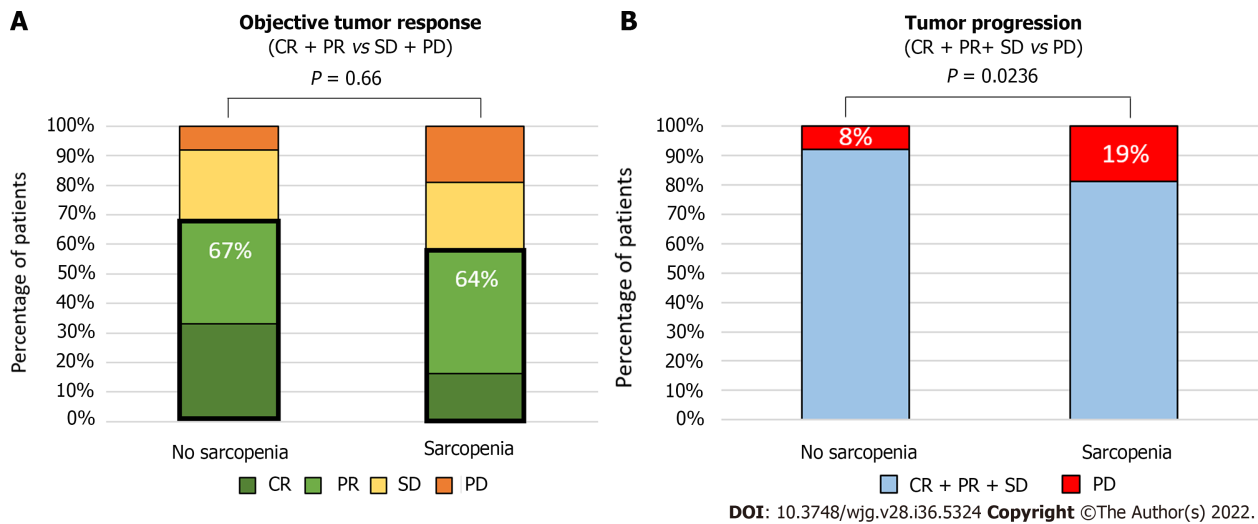 A
Objective tumor response
(CR + PR vs SD + PD)
P = 0.66
100%
90%
80%
70%
60%
50%
40%
30%
20%
10%
0%
Percentage of patients
67%
64%
No sarcopenia
Sarcopenia
CR PR SD PD
B
Tumor progression
(CR + PR+ SD vs PD)
P = 0.0236
100%
90%
80%
70%
60%
50%
40%
30%
20%
10%
0%
Percentage of patients
8%
19%
No sarcopenia
Sarcopenia
CR + PR + SD PD
DOI: 10.3748/wjg.v28.i36.5324 Copyright ©The Author(s) 2022.